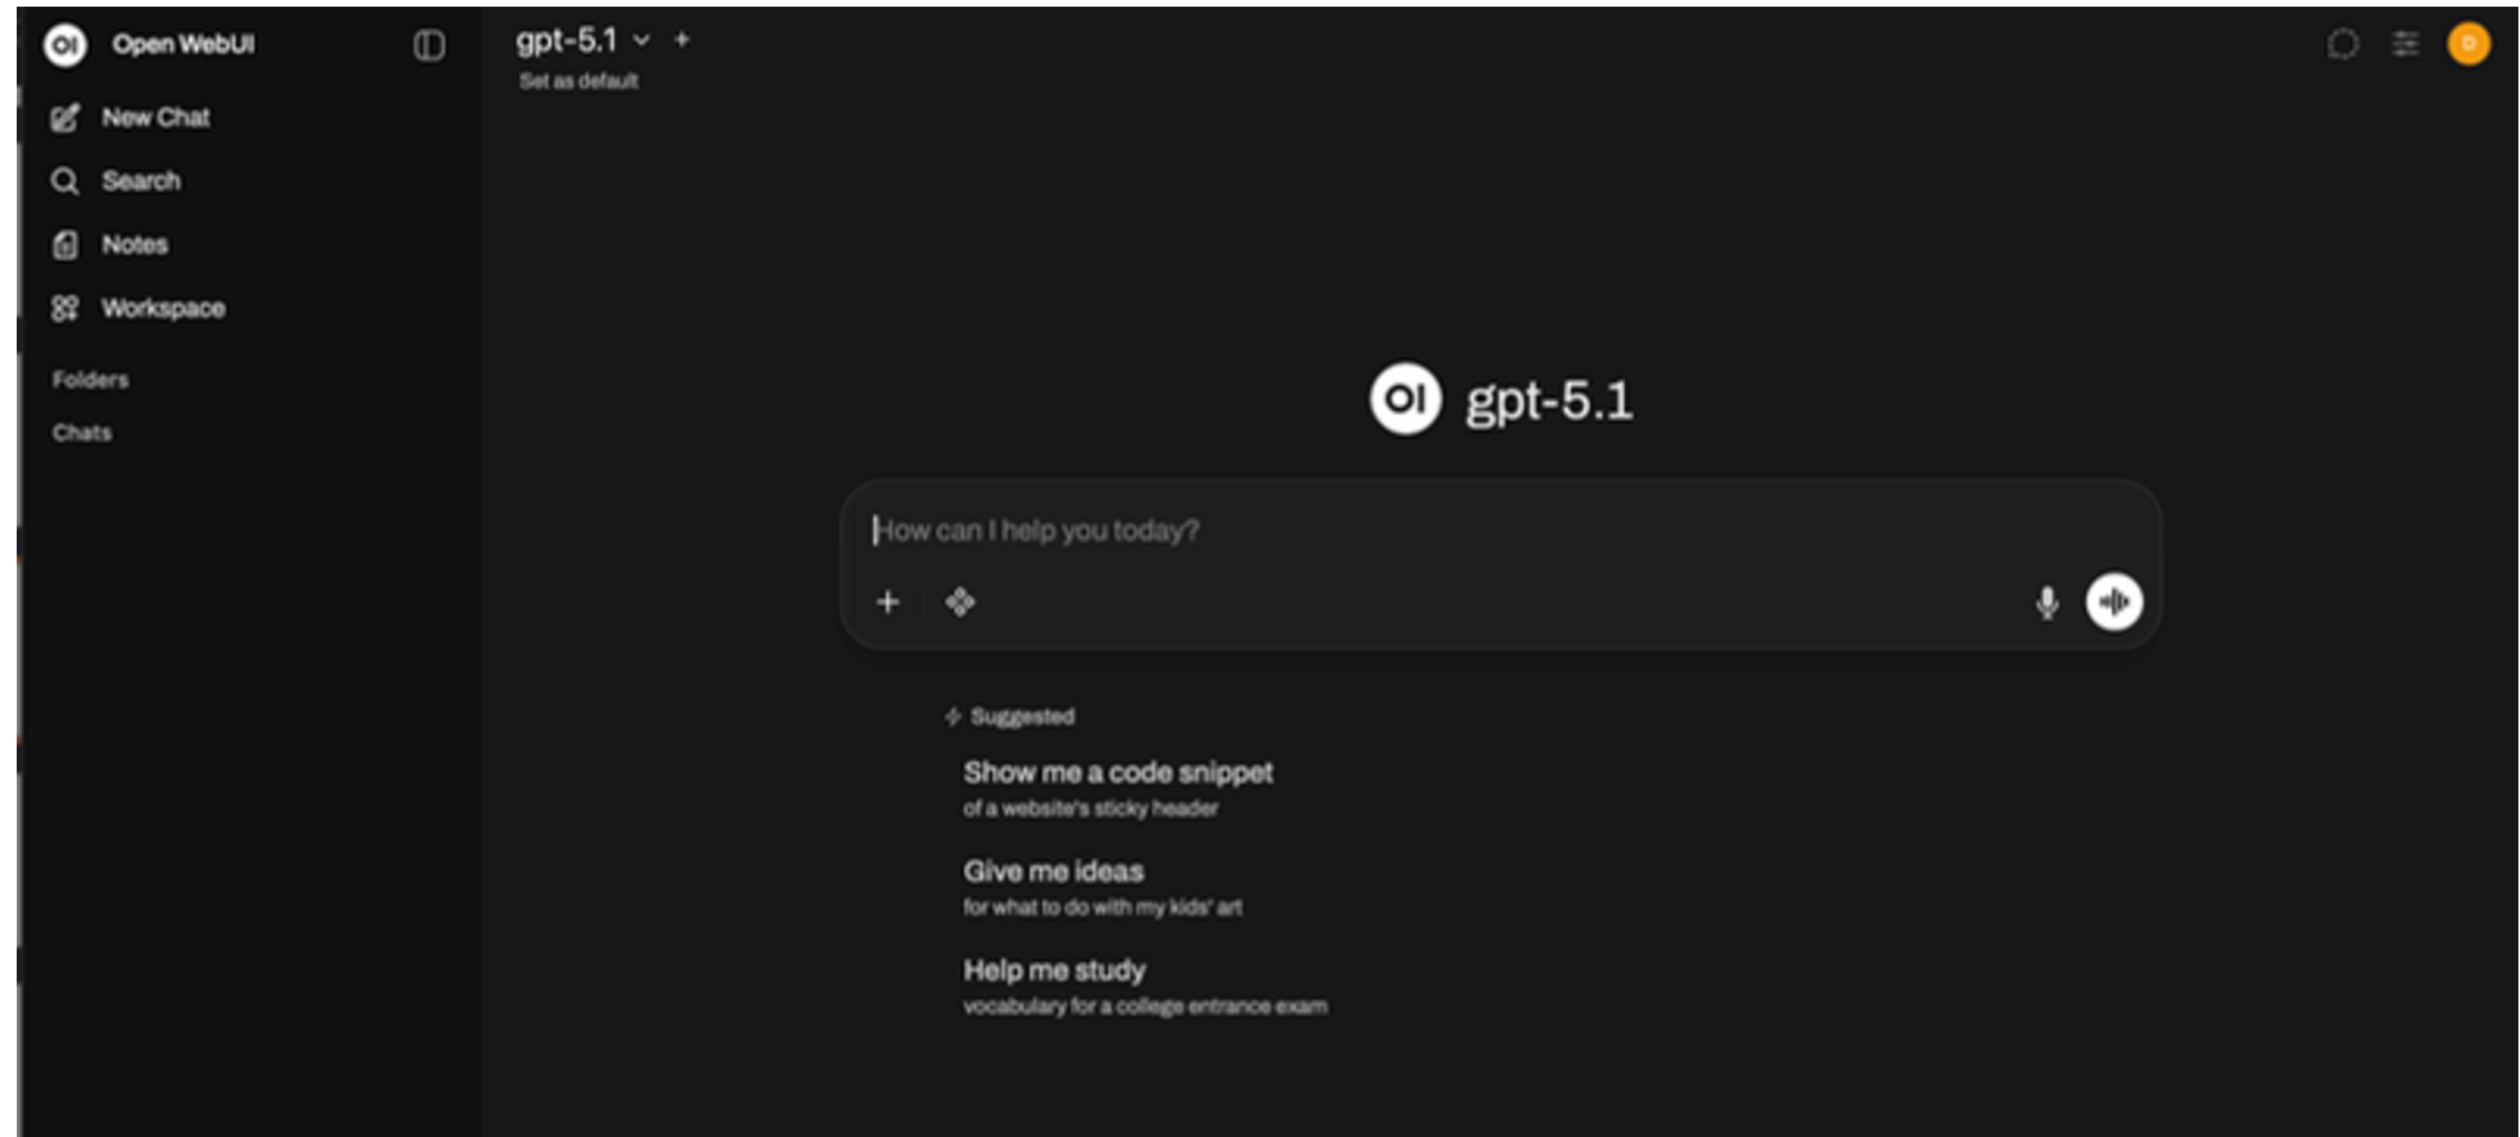 OI Open WebUI
New Chat
Search
Notes
Workspace
Folders
Chats
gpt-5.1
Set as default
D
OI gpt-5.1
How can I help you today?
Suggested
Show me a code snippet
of a website's sticky header
Give me ideas
for what to do with my kids' art
Help me study
vocabulary for a college entrance exam